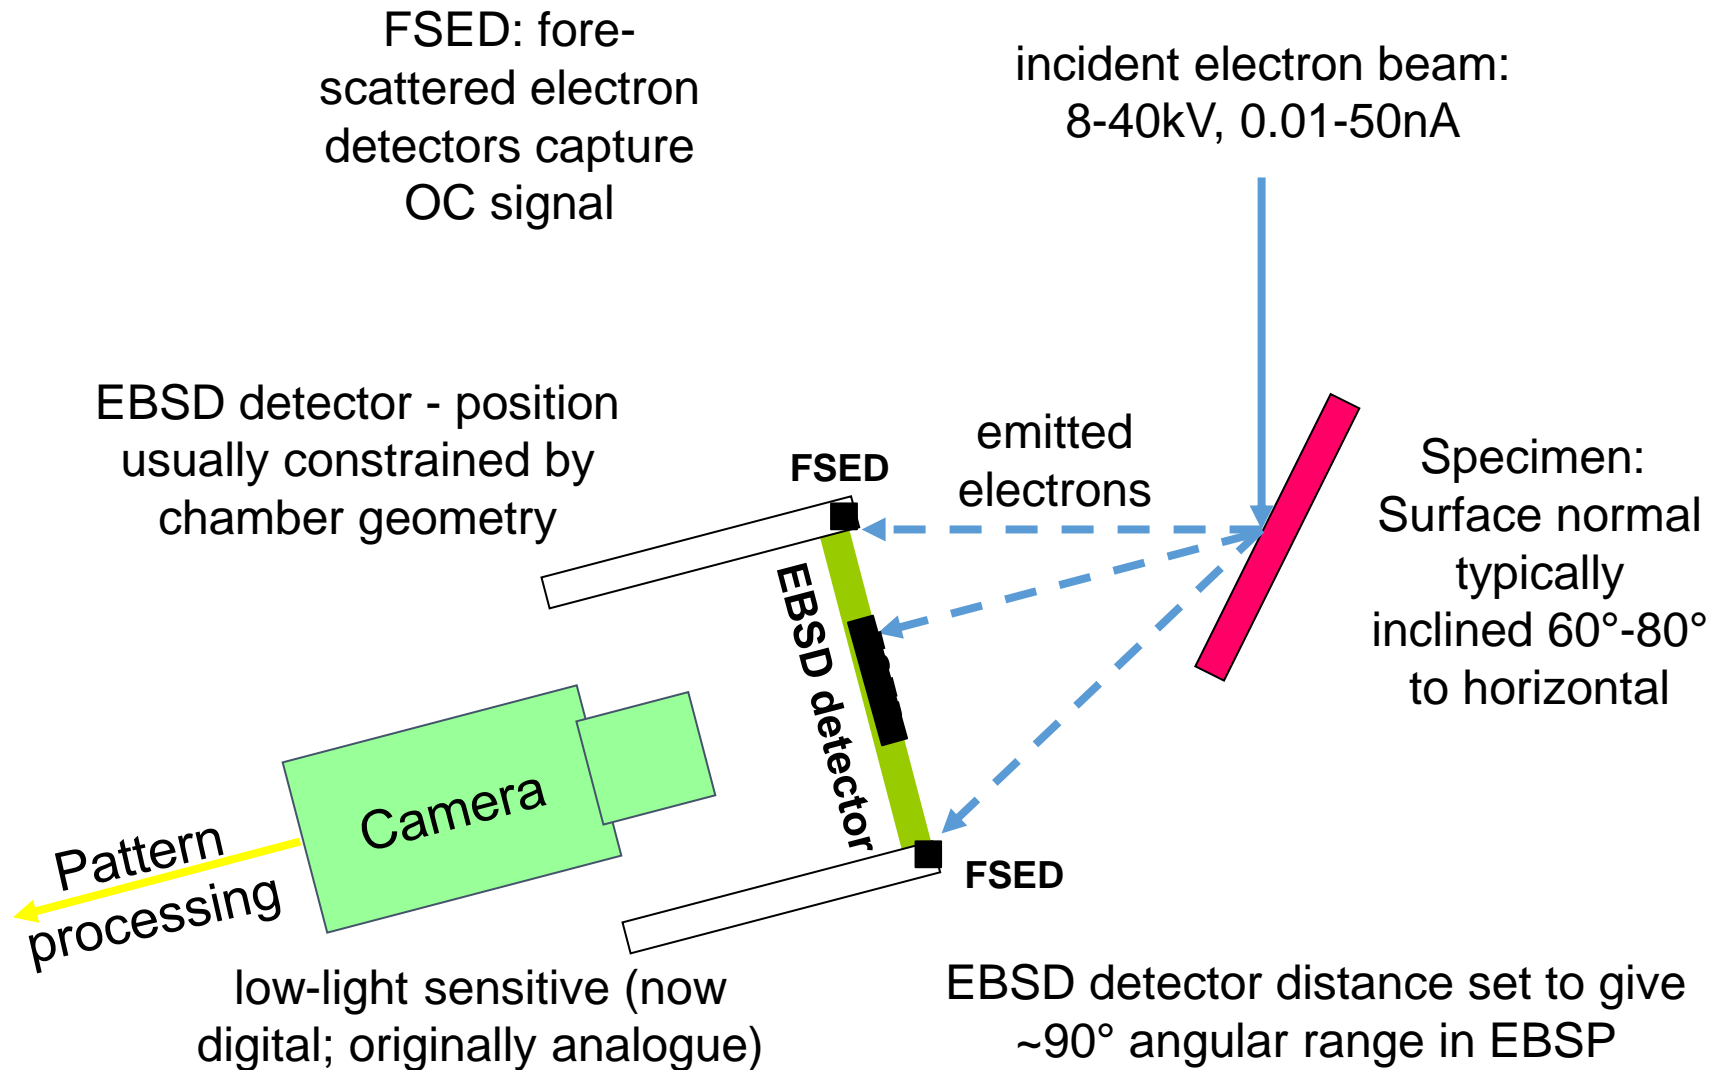 FSED: fore-
scattered electron
detectors capture
OC signal
incident electron beam:
8-40kV, 0.01-50nA
EBSD detector - position
usually constrained by
chamber geometry
emitted
electrons
FSED
Specimen:
Surface normal
typically
inclined 60°-80°
to horizontal
EBSD detector
Camera
Pattern
processing
FSED
low-light sensitive (now
digital; originally analogue)
EBSD detector distance set to give
~90° angular range in EBSP